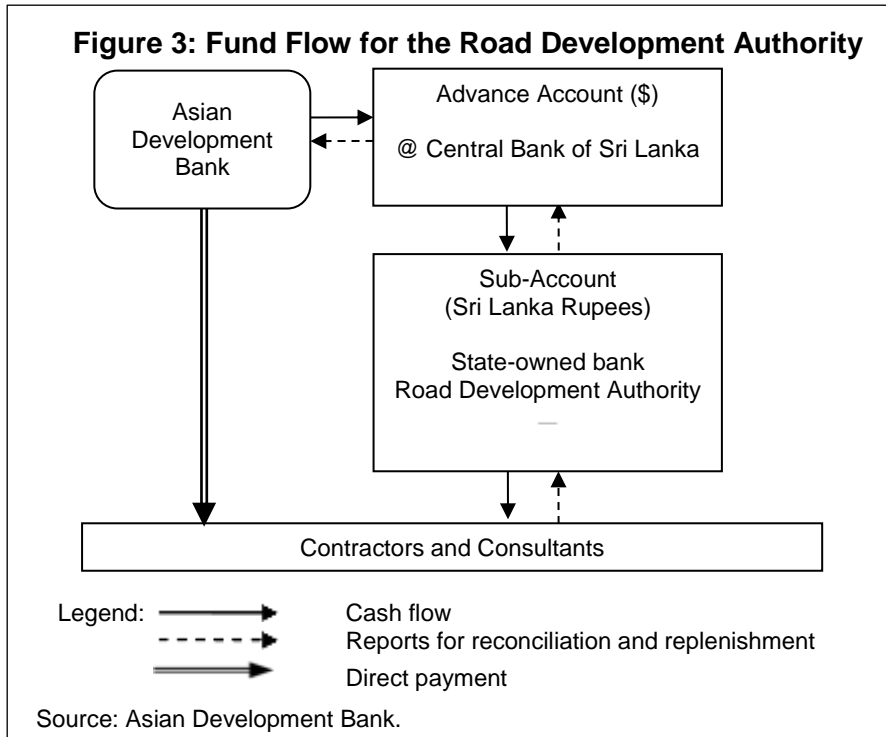 Figure 3: Fund Flow for the Road Development Authority
Asian
Development
Bank
Advance Account ($)
@ Central Bank of Sri Lanka
Sub-Account
(Sri Lanka Rupees)
State-owned bank
Road Development Authority
Contractors and Consultants
Legend:
Cash flow
Reports for reconciliation and replenishment
Direct payment
Source: Asian Development Bank.